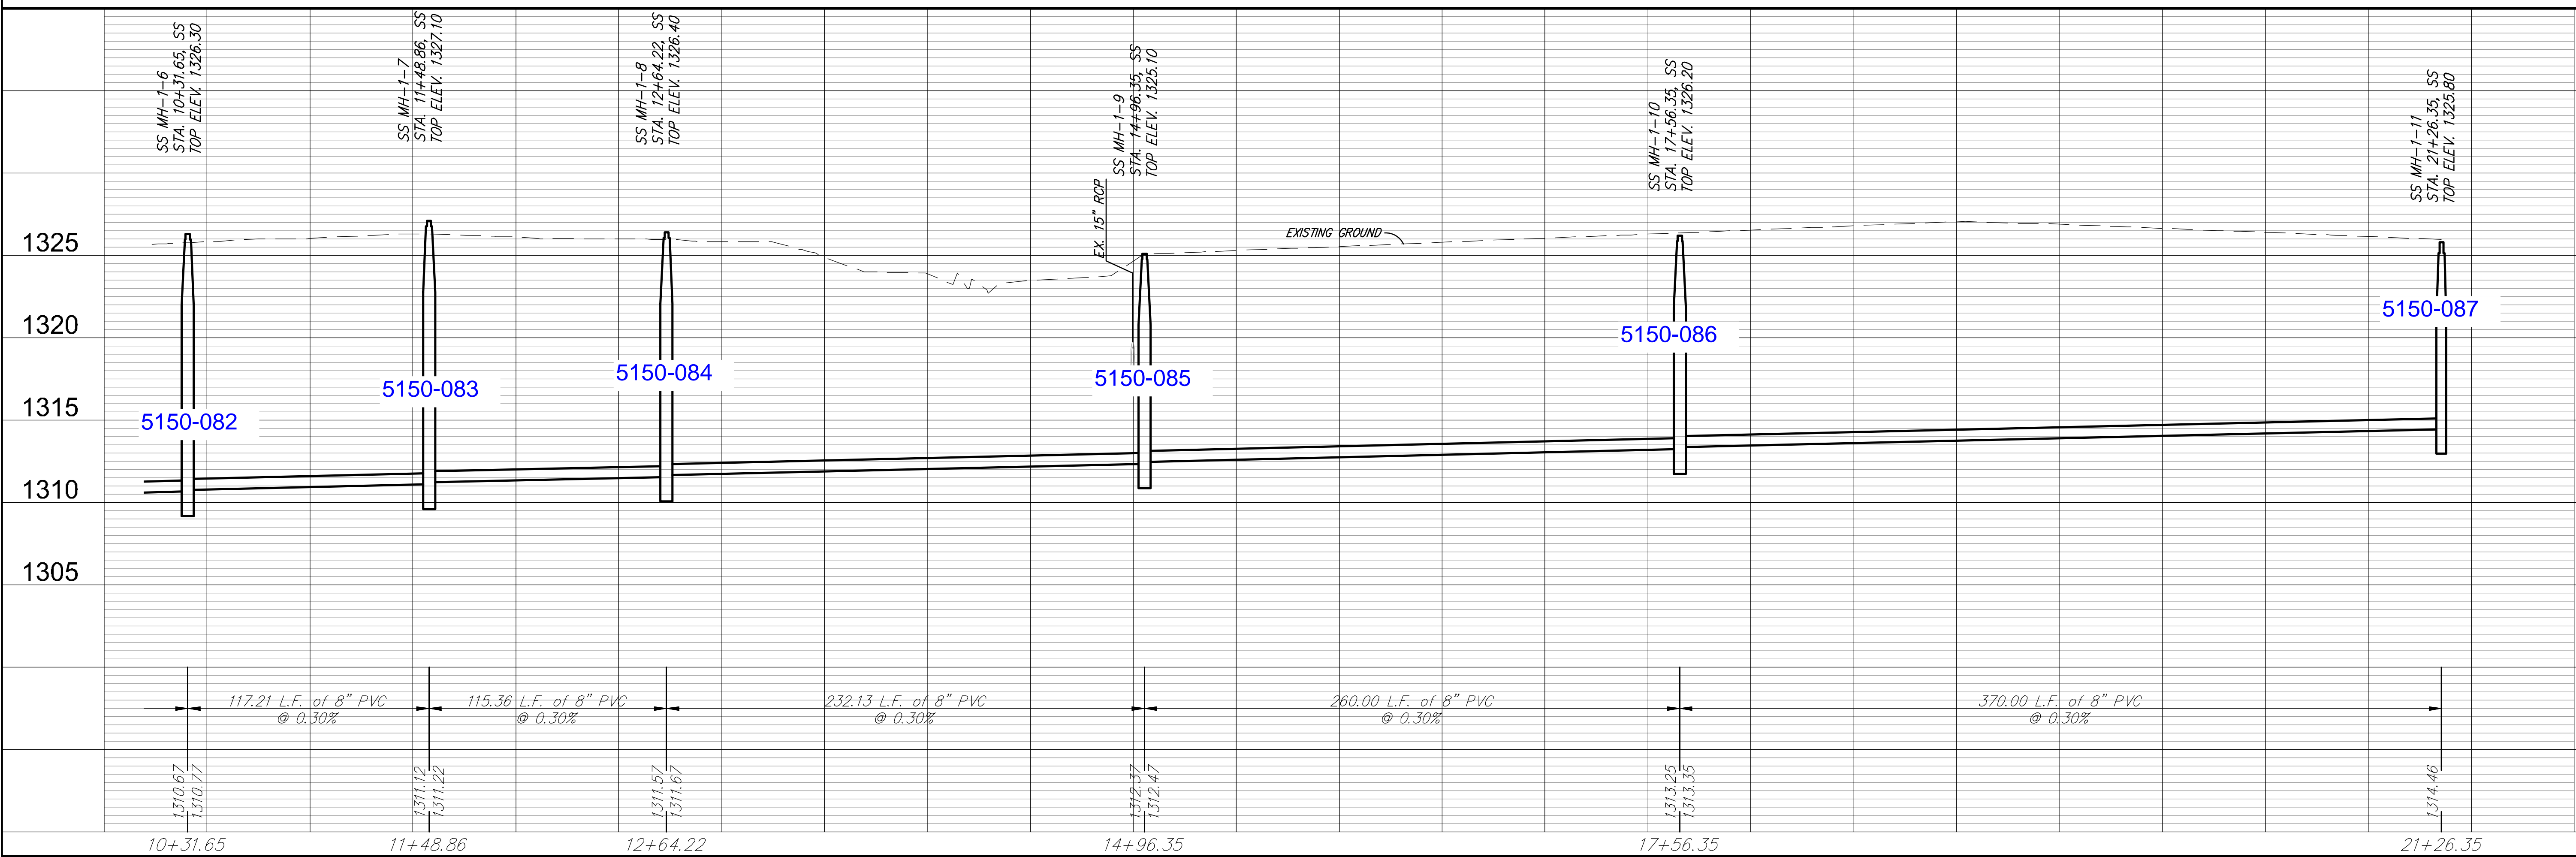 SS MH-1-6
STA. 10+31.65, SS
TOP ELEV. 1326.30
SS MH-1-7
STA. 11+48.86, SS
TOP ELEV. 1327.10
SS MH-1-8
STA. 12+64.22, SS
TOP ELEV. 1326.40
SS MH-1-9
STA. 14+96.35, SS
TOP ELEV. 1325.10
SS MH-1-10
STA. 17+56.35, SS
TOP ELEV. 1326.20
SS MH-1-11
STA. 21+26.35, SS
TOP ELEV. 1325.80
EX. 15" RCP
EXISTING GROUND
1325
1320
1315
1310
1305
5150-082
5150-083
5150-084
5150-085
5150-086
5150-087
117.21 L.F. of 8" PVC
@ 0.30%
115.36 L.F. of 8" PVC
@ 0.30%
232.13 L.F. of 8" PVC
@ 0.30%
260.00 L.F. of 8" PVC
@ 0.30%
370.00 L.F. of 8" PVC
@ 0.30%
1310.67
1310.77
1311.12
1311.22
1311.57
1311.67
1312.37
1312.47
1313.25
1313.35
1314.46
10+31.65
11+48.86
12+64.22
14+96.35
17+56.35
21+26.35